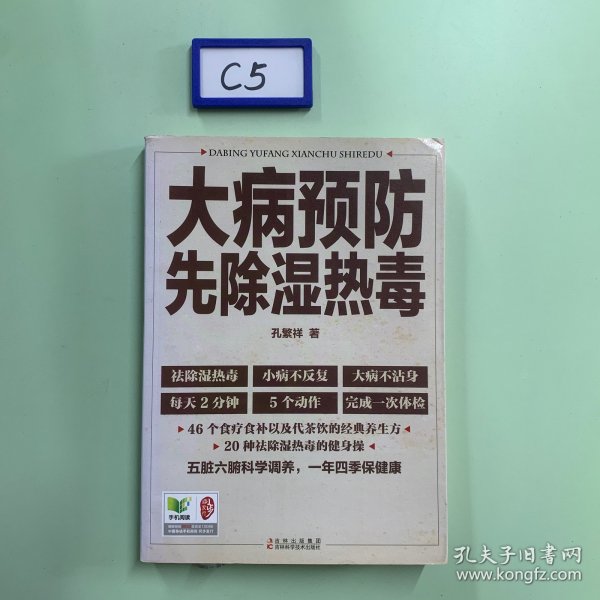 C5
▶DABING YUFANG XIANCHU SHIREDU◀
大病预防
先除湿热毒
孔繁祥 著
祛除湿热毒 小病不反复 大病不沾身
每天2分钟 5个动作 完成一次体检
▶46个食疗食补以及代茶饮的经典养生方◀
▶20种祛除湿热毒的健身操◀
五脏六腑科学调养，一年四季保健康
手机阅读
吉林出版集团
吉林科学技术出版社
孔夫子旧书网
www.kongfz.com